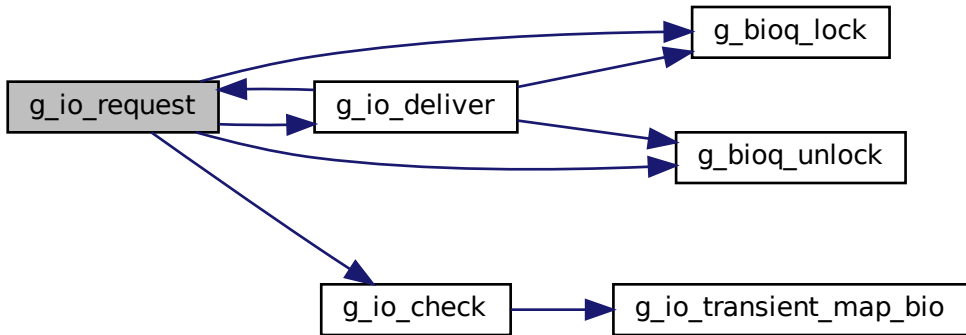 g_bioq_lock
g_io_request
g_io_deliver
g_bioq_unlock
g_io_check
g_io_transient_map_bio